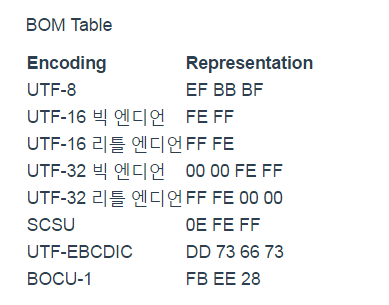 BOM Table
Encoding Representation
UTF-8 EF BB BF
UTF-16 빅 엔디언 FE FF
UTF-16 리틀 엔디언 FF FE
UTF-32 빅 엔디언 00 00 FE FF
UTF-32 리틀 엔디언 FF FE 00 00
SCSU 0E FE FF
UTF-EBCDIC DD 73 66 73
BOCU-1 FB EE 28